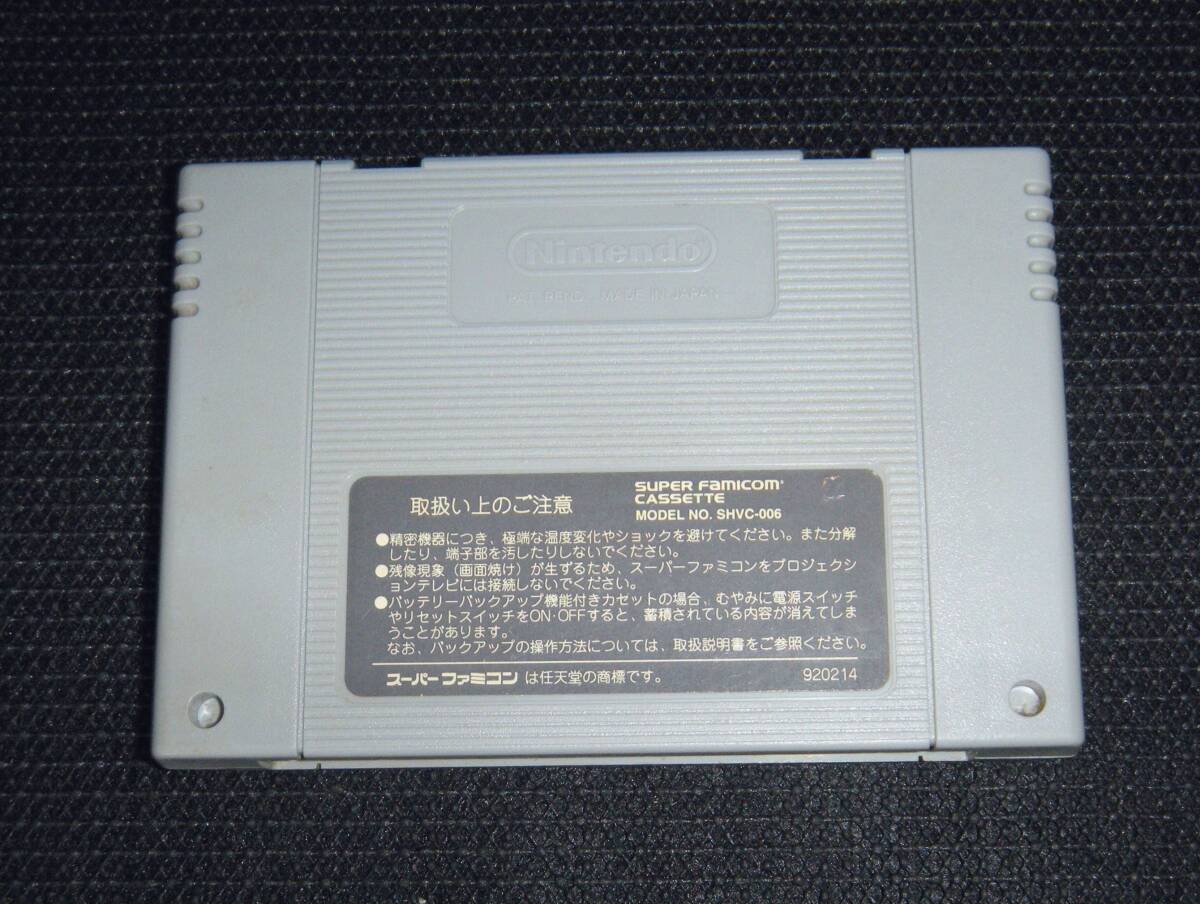 Nintendo®
PAT. PEND. MADE IN JAPAN
取扱い上のご注意
SUPER FAMICOM®
CASSETTE
MODEL NO. SHVC-006
●精密機器につき、極端な温度変化やショックを避けてください。また分解
したり、端子部を汚したりしないでください。
●残像現象（画面焼け）が生ずるため、スーパーファミコンをプロジェクシ
ョンテレビには接続しないでください。
●バッテリーバックアップ機能付きカセットの場合、むやみに電源スイッチ
やリセットスイッチをON·OFFすると、蓄積されている内容が消えてしま
うことがあります。
なお、バックアップの操作方法については、取扱説明書をご参照ください。
スーパーファミコンは任天堂の商標です。
920214